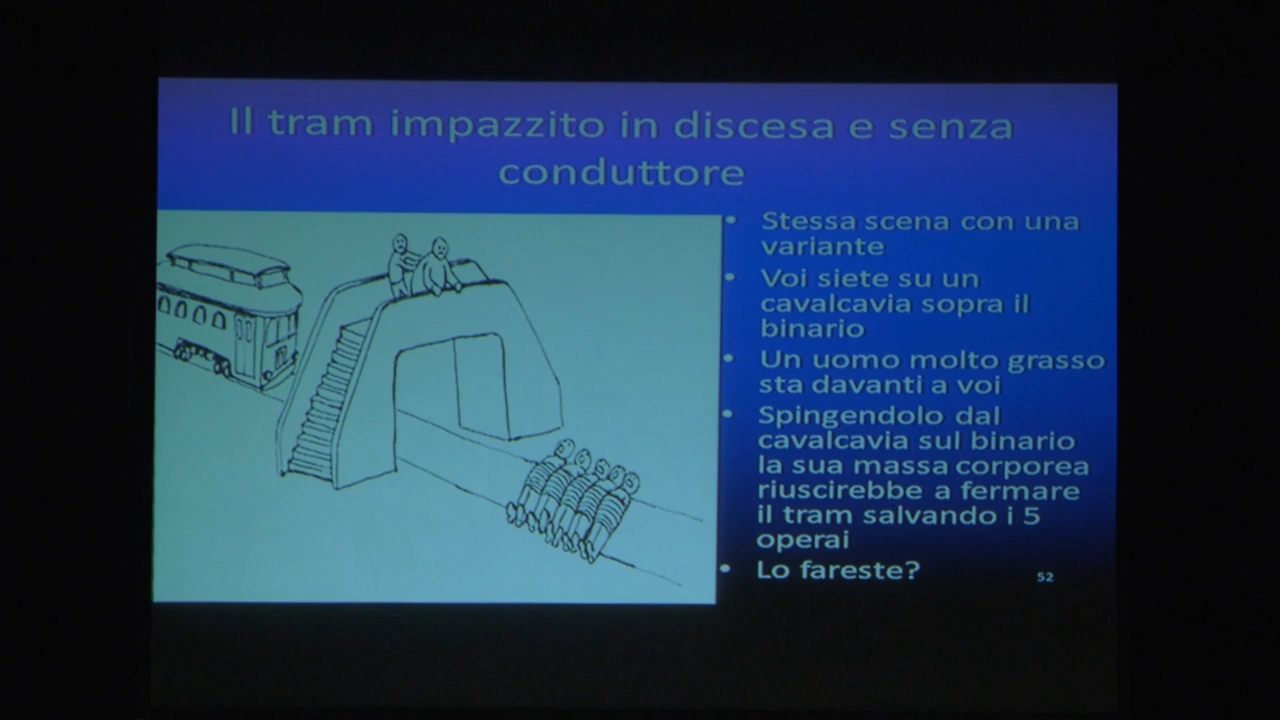 Il tram impazzito in discesa e senza
conduttore
• Stessa scena con una
variante
• Voi siete su un
cavalcavia sopra il
binario
• Un uomo molto grasso
sta davanti a voi
• Spingendolo dal
cavalcavia sul binario
la sua massa corporea
riuscirebbe a fermare
il tram salvando i 5
operai
• Lo fareste?
52